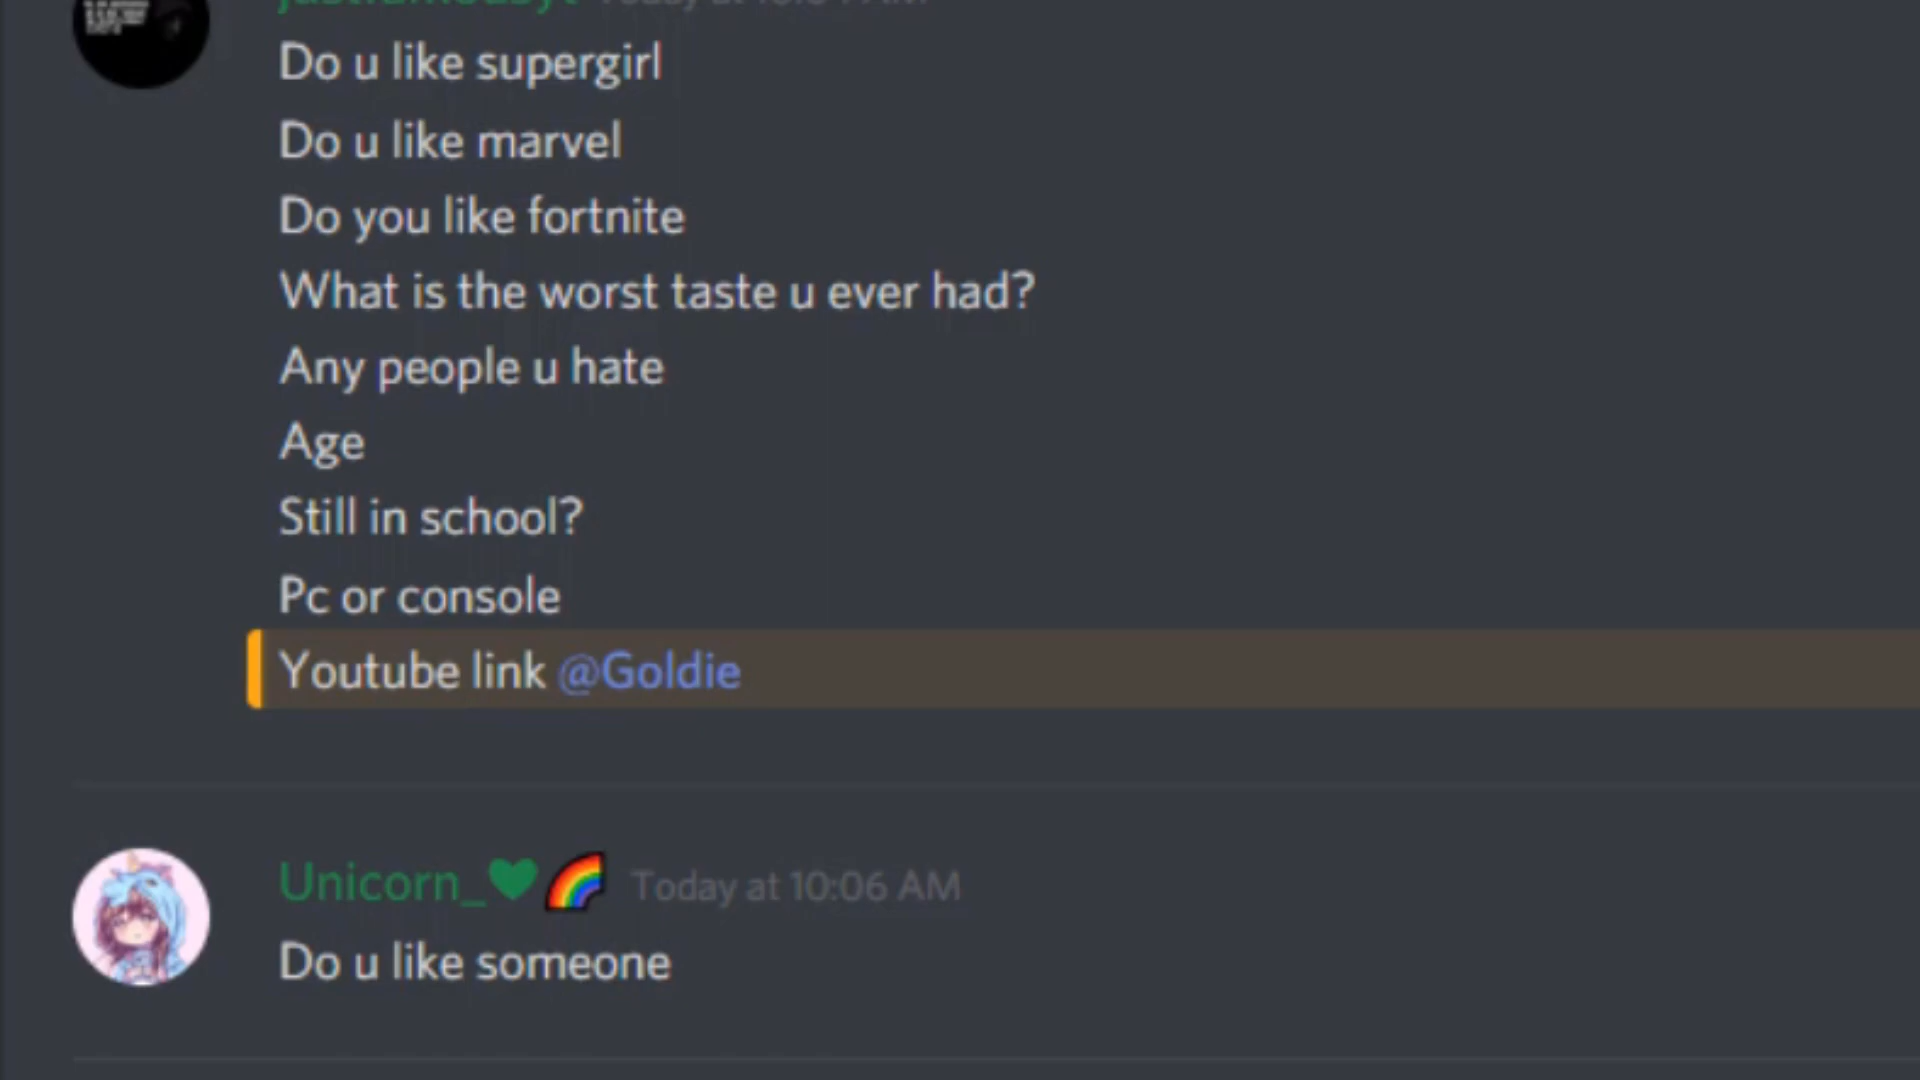 Do u like supergirl
Do u like marvel
Do you like fortnite
What is the worst taste u ever had?
Any people u hate
Age
Still in school?
Pc or console
Youtube link @Goldie
Unicorn_💚🌈 Today at 10:06 AM
Do u like someone